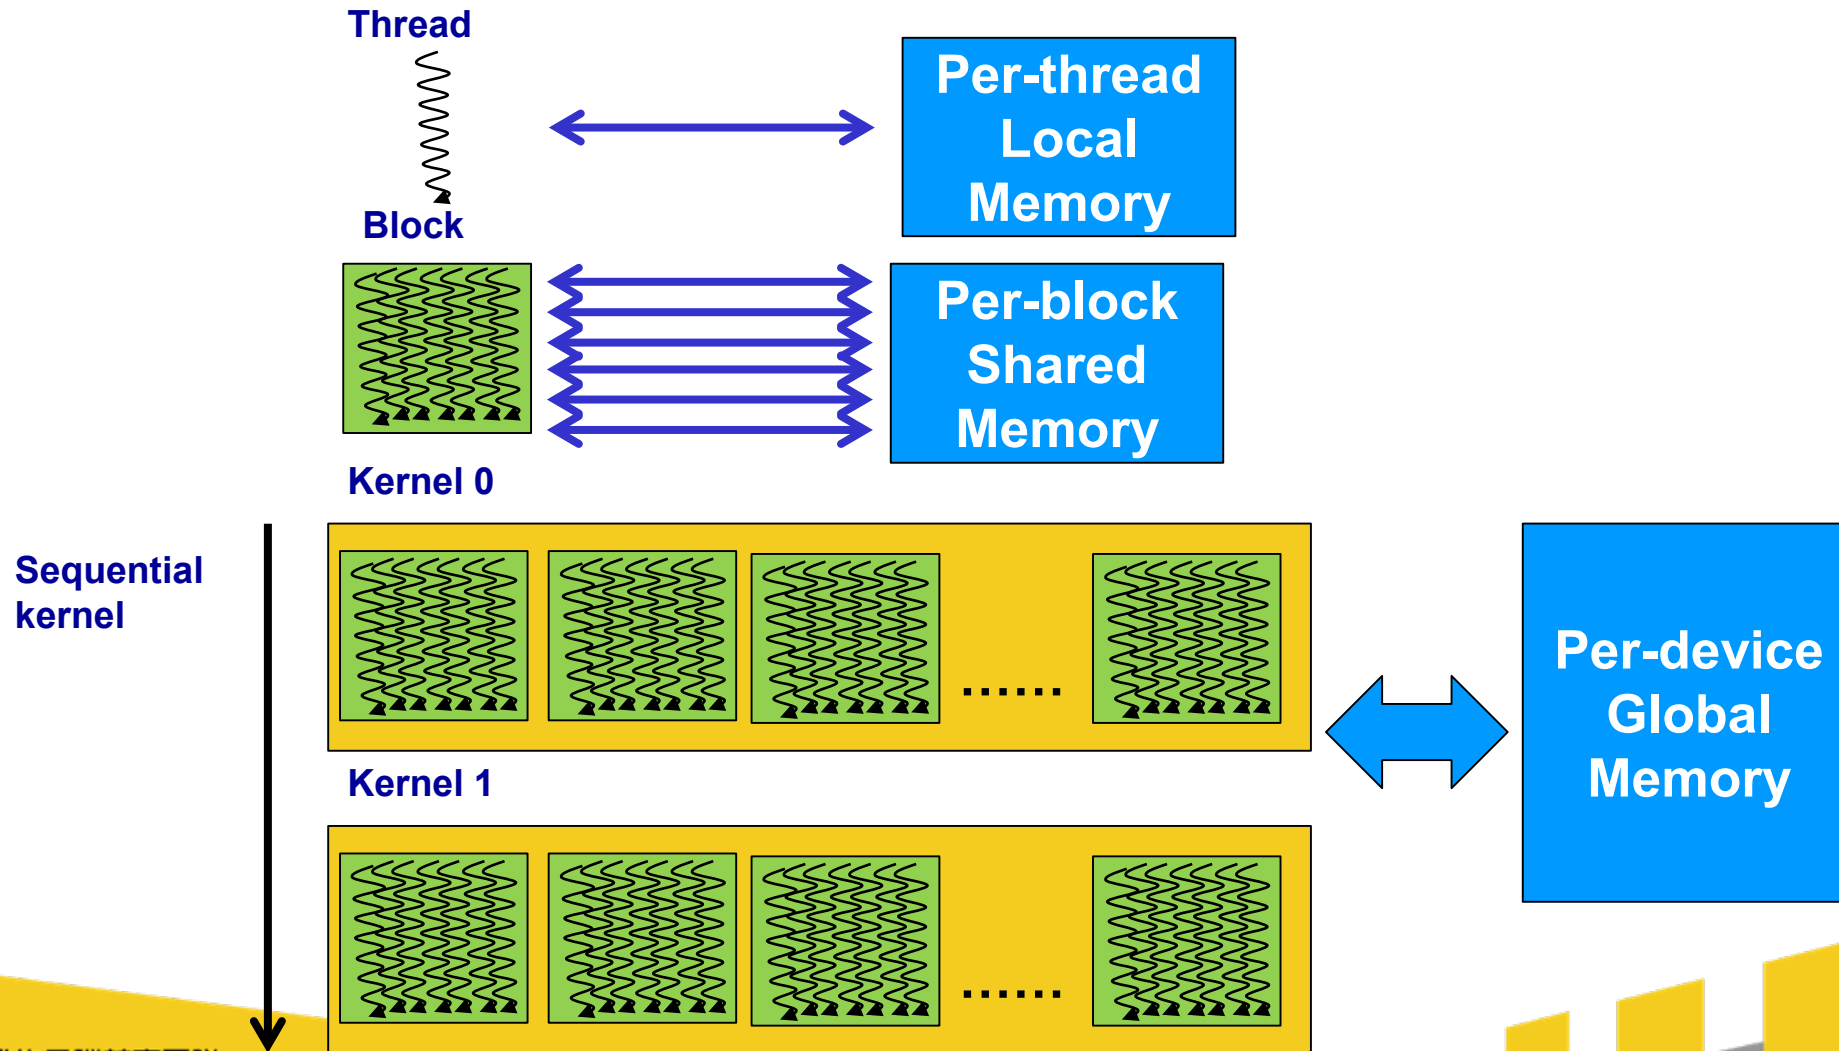 Thread
Per-thread
Local
Memory
Block
Per-block
Shared
Memory
Kernel 0
Sequential
kernel
......
Per-device
Global
Memory
Kernel 1
......